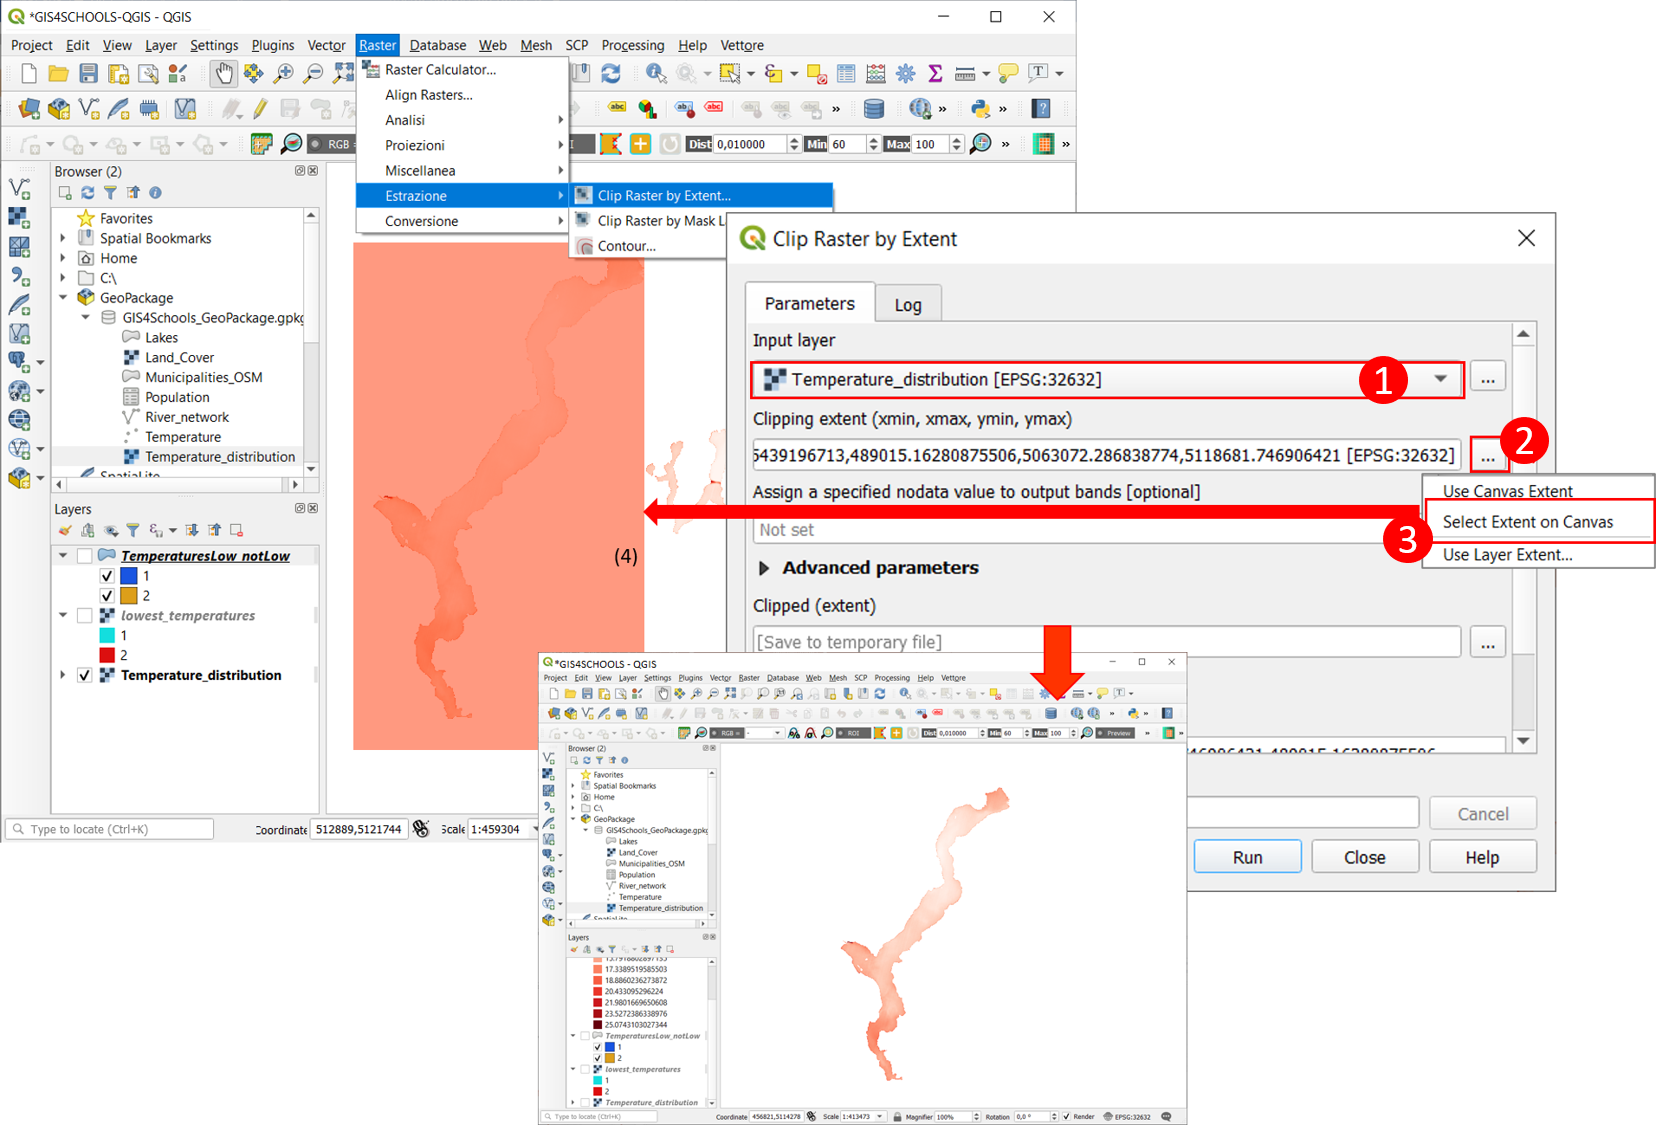 *GIS4SCHOOLS-QGIS - QGIS
Project Edit View Layer Settings Plugins Vector Raster Database Web Mesh SCP Processing Help Vettore
Raster Calculator...
Align Rasters...
Analisi
Proiezioni
Miscellanea
Estrazione
Conversione
Clip Raster by Extent...
Clip Raster by Mask L
Contour...
RGB =
Dist 0,010000 Min 60 Max 100
Browser (2)
Favorites
Spatial Bookmarks
Home
C:\
GeoPackage
GIS4Schools_GeoPackage.gpkg
Lakes
Land_Cover
Municipalities_OSM
Population
River_network
Temperature
Temperature_distribution
SpatiaLite
Layers
TemperaturesLow_notLow
1
2
lowest_temperatures
1
2
Temperature_distribution
Type to locate (Ctrl+K)
Coordinate 512889,5121744 Scale 1:459304
(4)
Clip Raster by Extent
Parameters Log
Input layer
Temperature_distribution [EPSG:32632] 1 ...
Clipping extent (xmin, xmax, ymin, ymax)
5439196713,489015.16280875506,5063072.286838774,5118681.746906421 [EPSG:32632] ... 2
Assign a specified nodata value to output bands [optional]
Not set
Use Canvas Extent
Select Extent on Canvas
3
Use Layer Extent...
Advanced parameters
Clipped (extent)
[Save to temporary file] ...
Cancel
Run Close Help
*GIS4SCHOOLS - QGIS
Project Edit View Layer Settings Plugins Vector Raster Database Web Mesh SCP Processing Help Vettore
RGB = - ROI Dist 0,010000 Min 60 Max 100 Preview
Browser (2)
Favorites
Spatial Bookmarks
Home
C:\
GeoPackage
GIS4Schools_GeoPackage.gpkg
Lakes
Land_Cover
Municipalities_OSM
Population
River_network
Temperature
Temperature_distribution
SpatiaLite
Layers
17.3389519585503
18.8860236273872
20.433095296224
21.9801669650608
23.5272386338976
25.0743103027344
TemperaturesLow_notLow
1
2
lowest_temperatures
1
2
Temperature_distribution
Type to locate (Ctrl+K)
Coordinate 456821,5114278 Scale 1:413473 Magnifier 100% Rotation 0,0 ° Render EPSG:32632